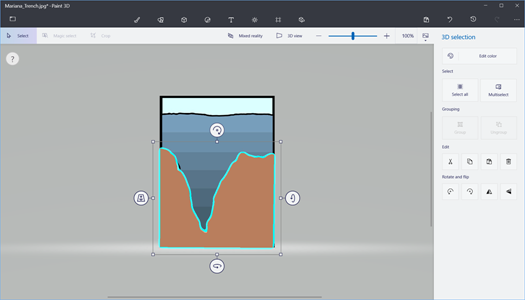 Mariana_Trench.jpg* - Paint 3D
Select
Magic select
Crop
Mixed reality
3D view
100%
3D selection
Edit color
Select
Select all
Multiselect
Grouping
Group
Ungroup
Edit
Rotate and flip
?